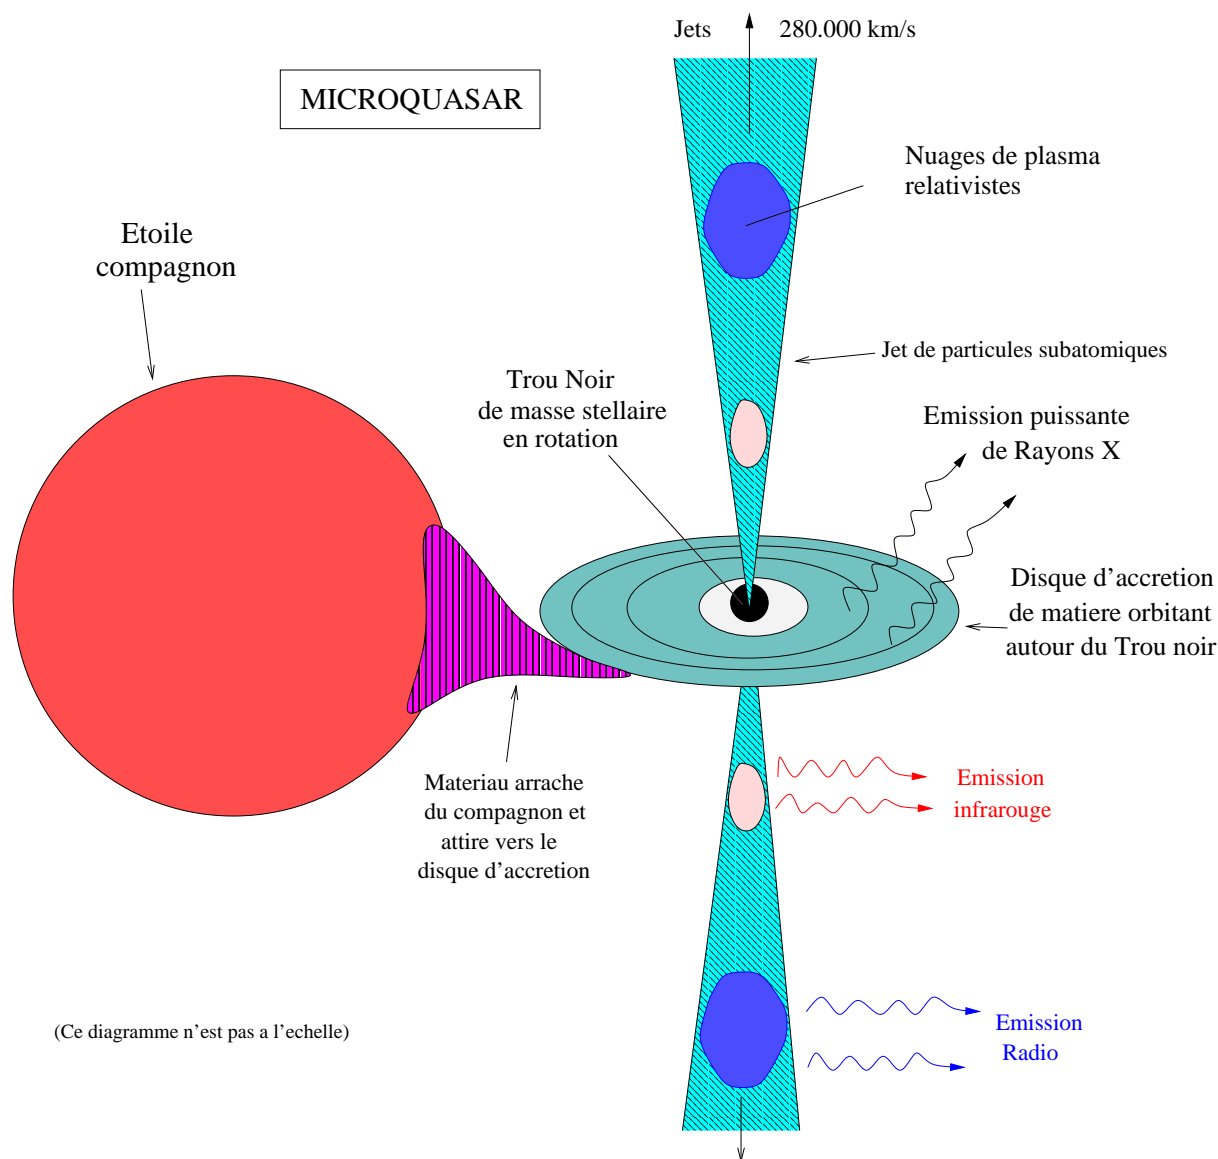 Jets 280.000 km/s
MICROQUASAR
Nuages de plasma
relativistes
Etoile
compagnon
Jet de particules subatomiques
Trou Noir
de masse stellaire
en rotation
Emission puissante
de Rayons X
Disque d'accretion
de matiere orbitant
autour du Trou noir
Materiau arrache
du compagnon et
attire vers le
disque d'accretion
Emission
infrarouge
(Ce diagramme n'est pas a l'echelle)
Emission
Radio